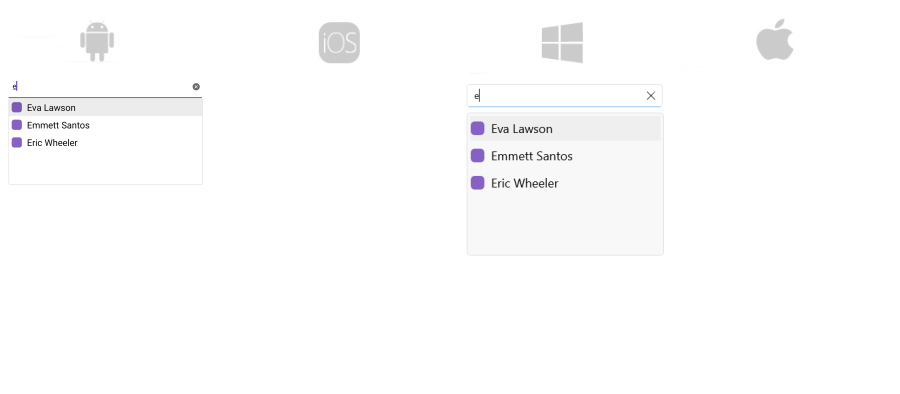 iOS
e
Eva Lawson
Emmett Santos
Eric Wheeler
e
Eva Lawson
Emmett Santos
Eric Wheeler